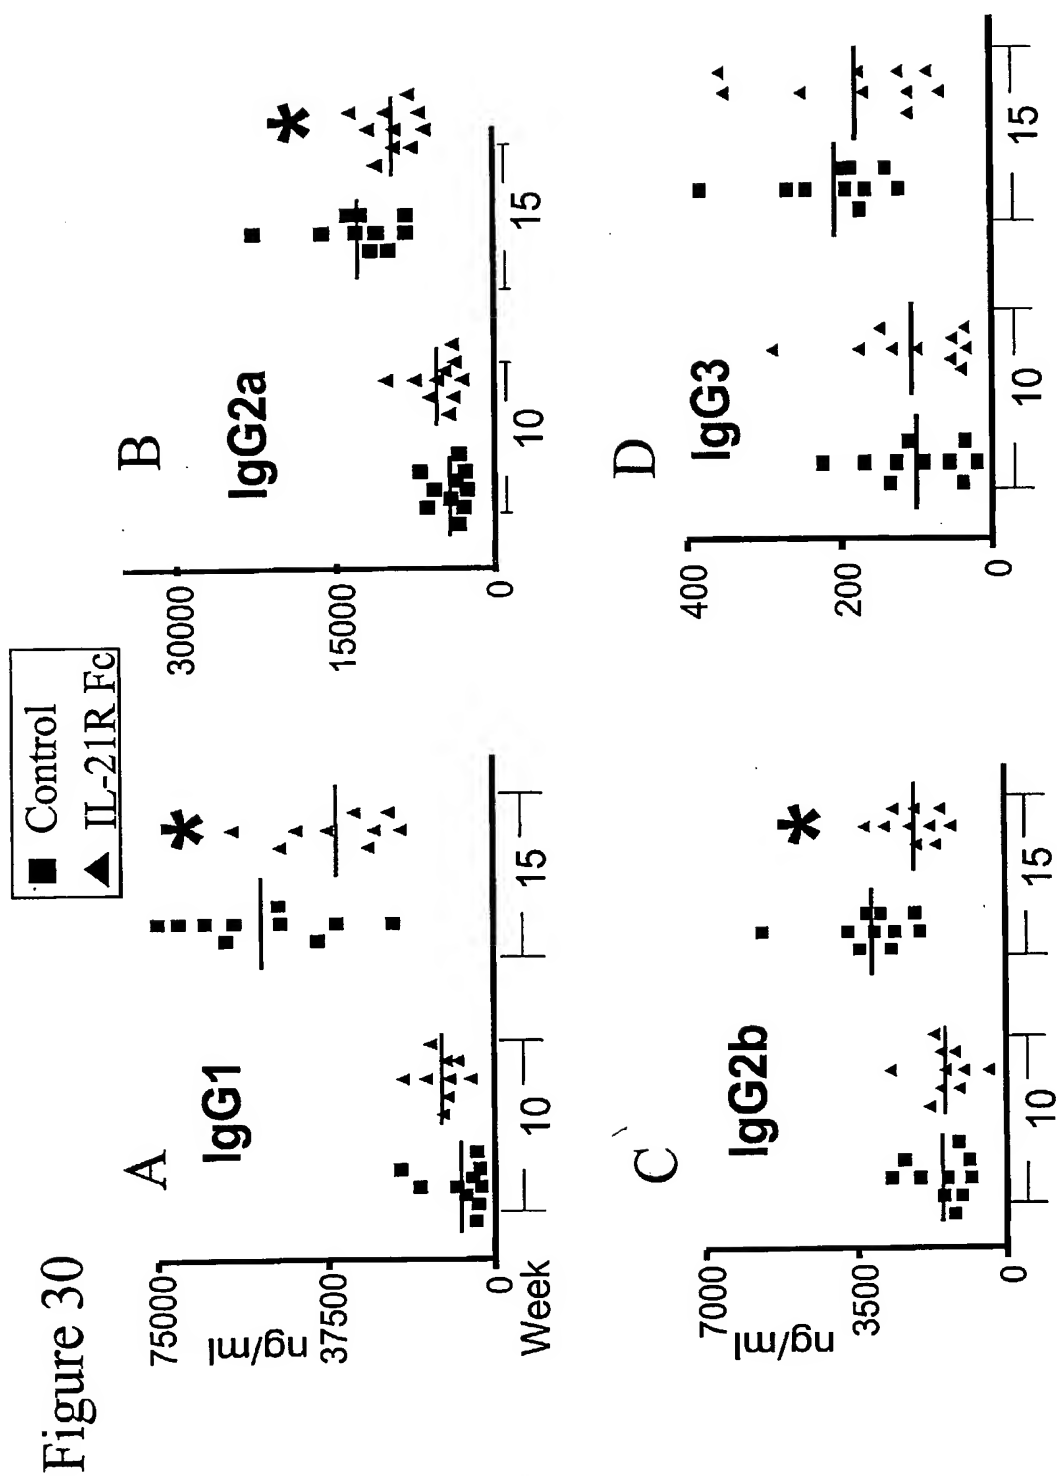 Figure 30
■ Control
▲ IL-21R Fc
A
IgG1
75000
ng/ml
37500
0
Week
10
15
*
B
IgG2a
30000
15000
0
10
15
*
C
IgG2b
7000
ng/ml
3500
0
10
15
*
D
IgG3
400
200
0
10
15